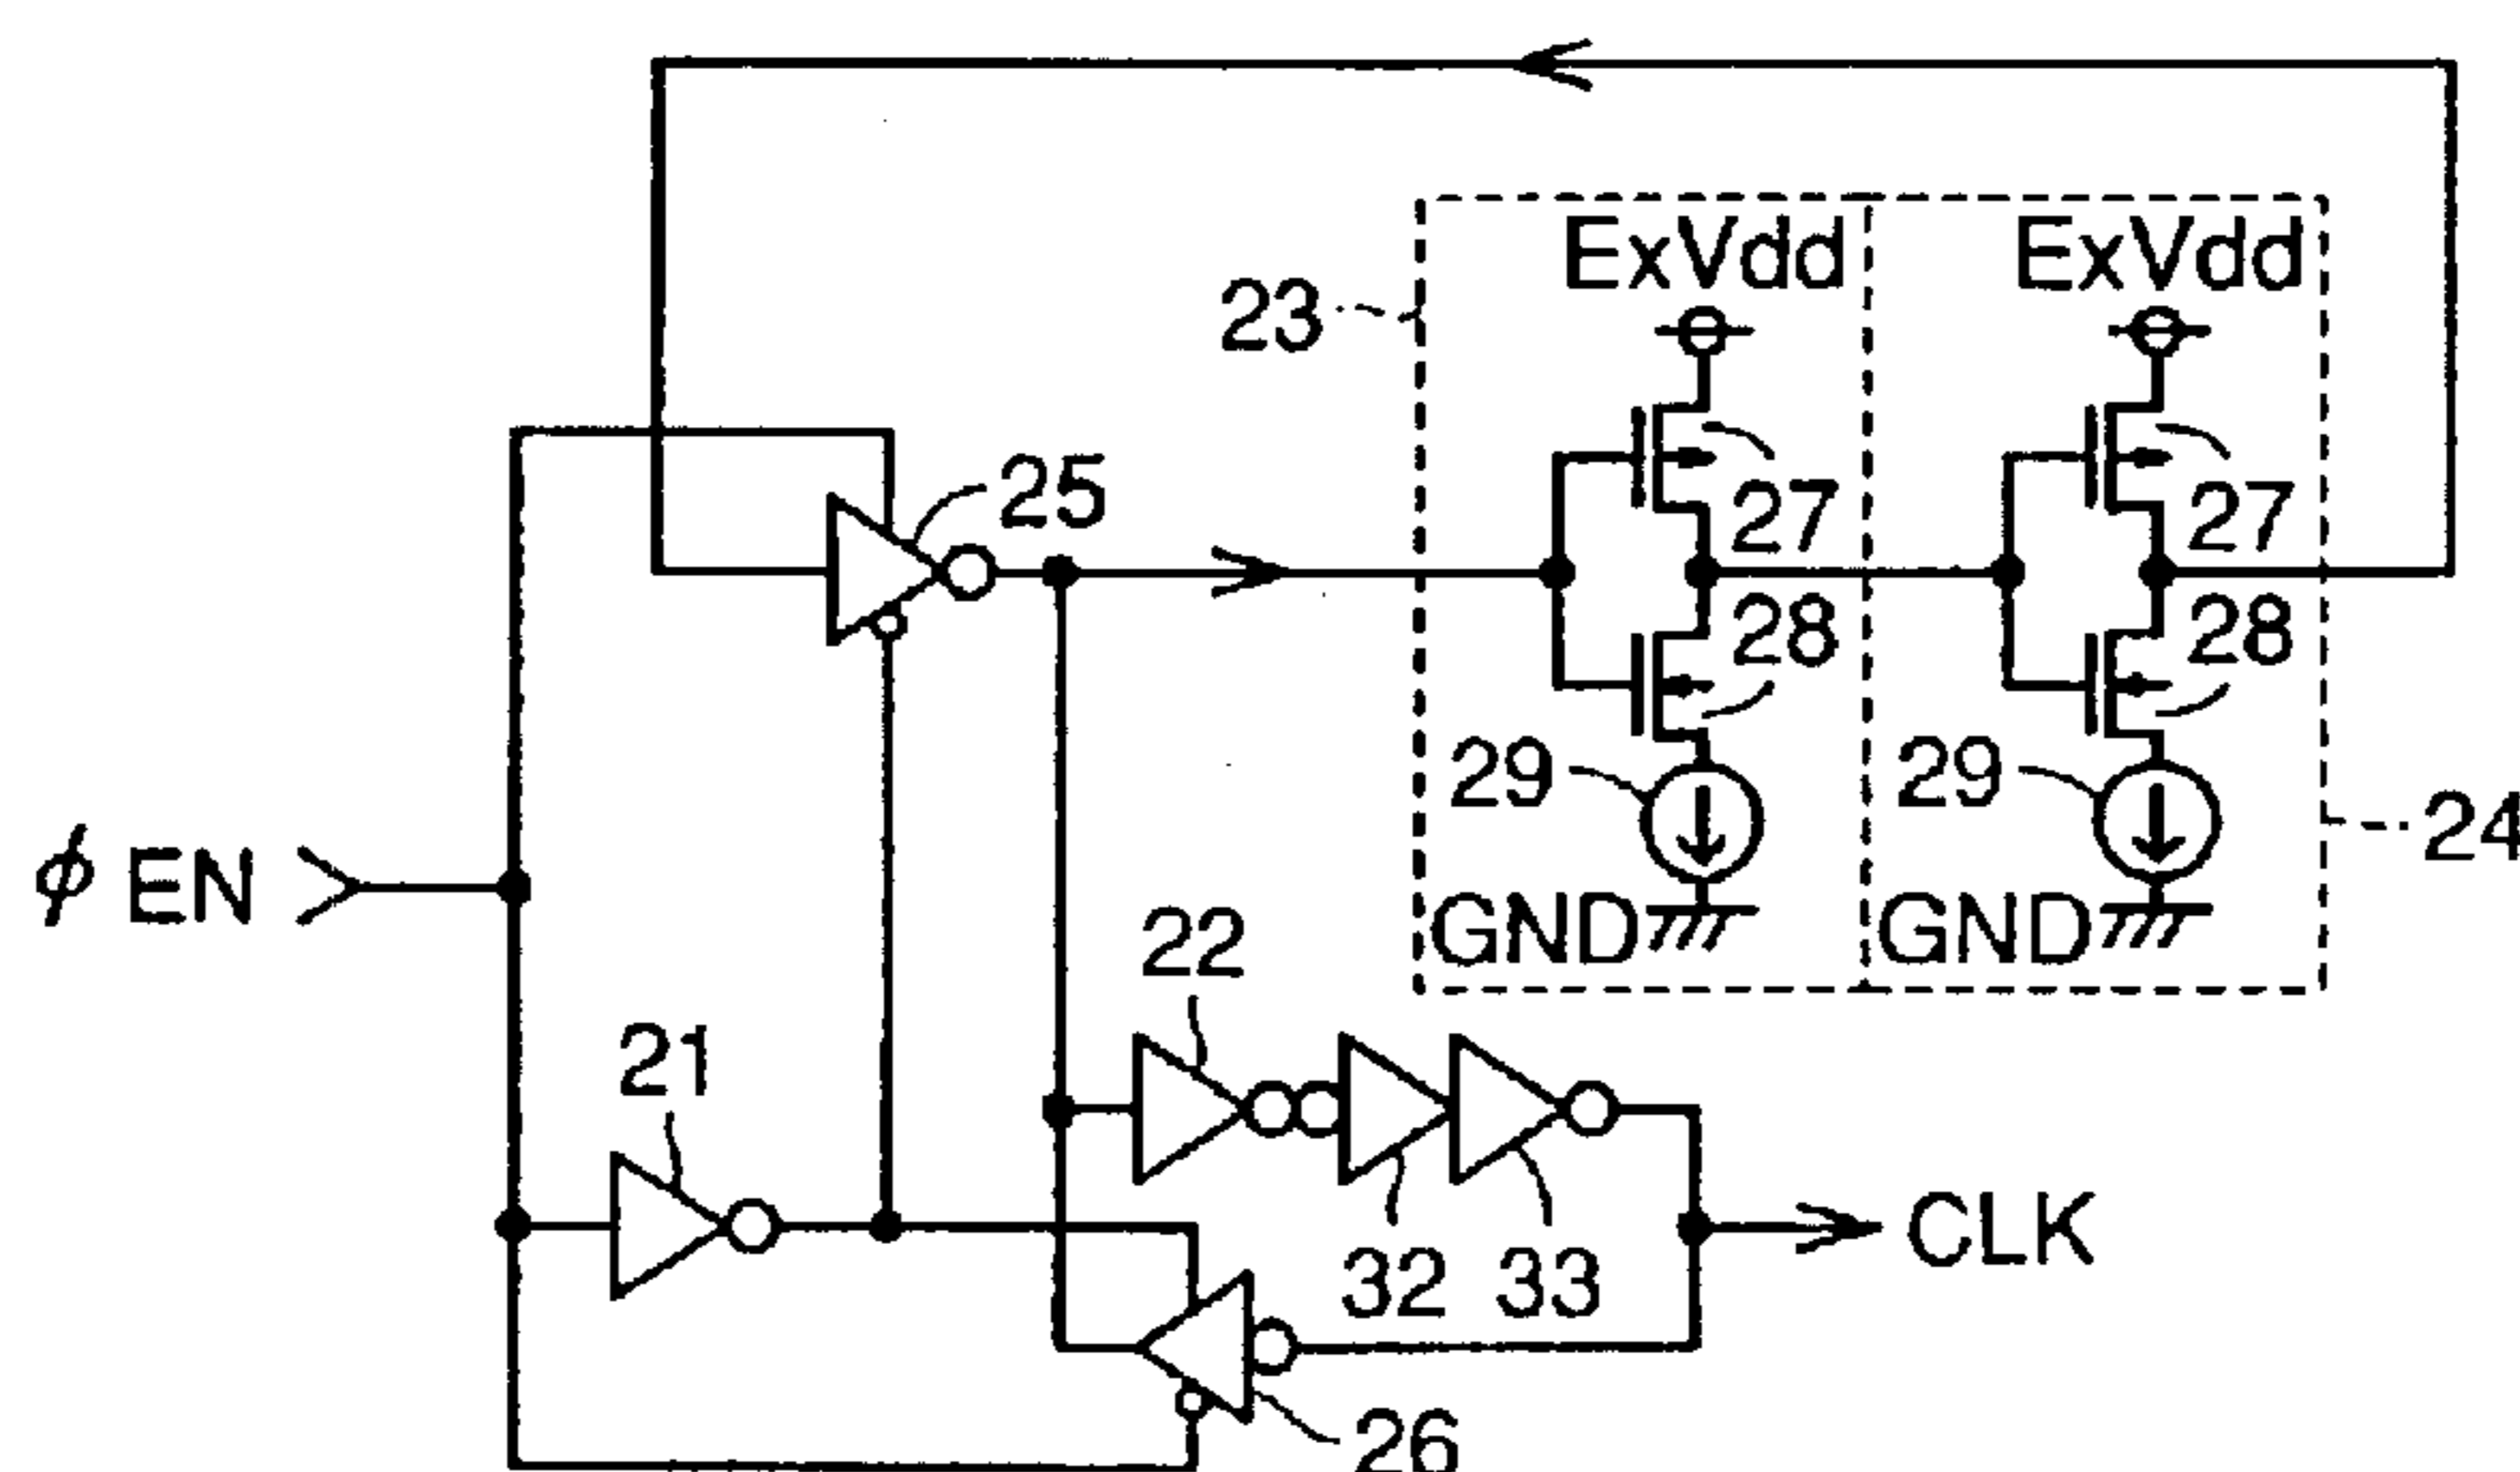 ExVdd ExVdd
23
25
27 27
28 28
29 29
24
φ EN
GND GND
22
21
32 33
CLK
26